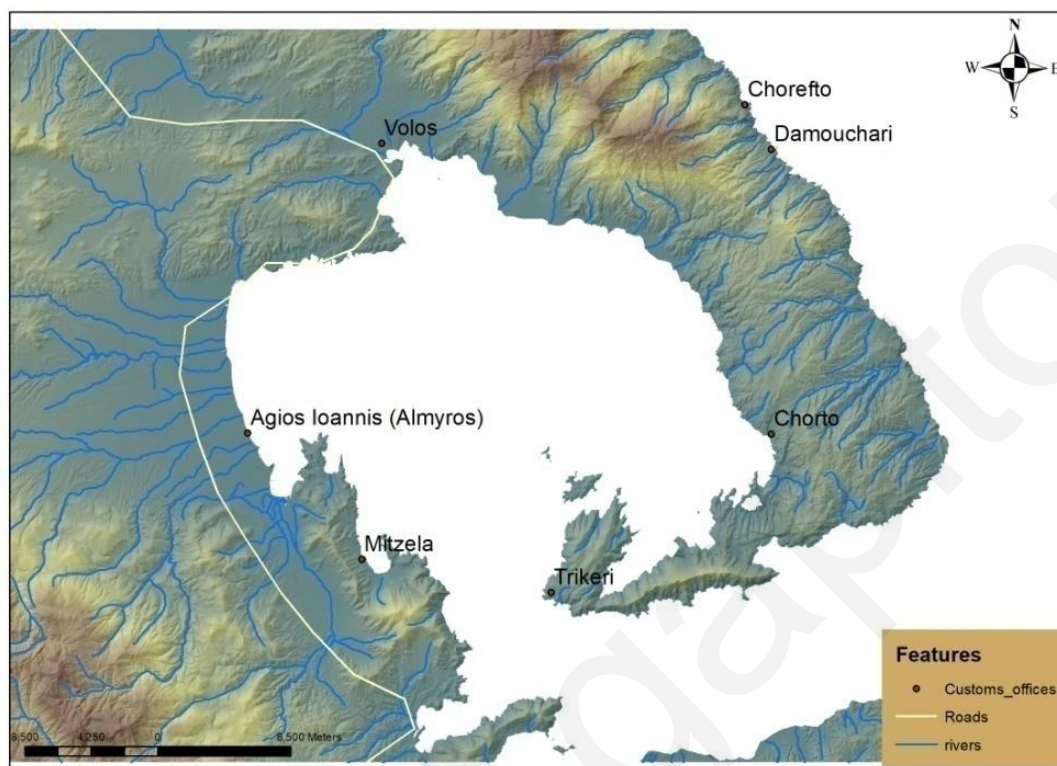 N
W E
S
Chorefto
Damouchari
Volos
Agios Ioannis (Almyros)
Chorto
Mitzela
Trikeri
Features
Customs_offices
Roads
rivers
8,500 4,250 0 8,500 Meters